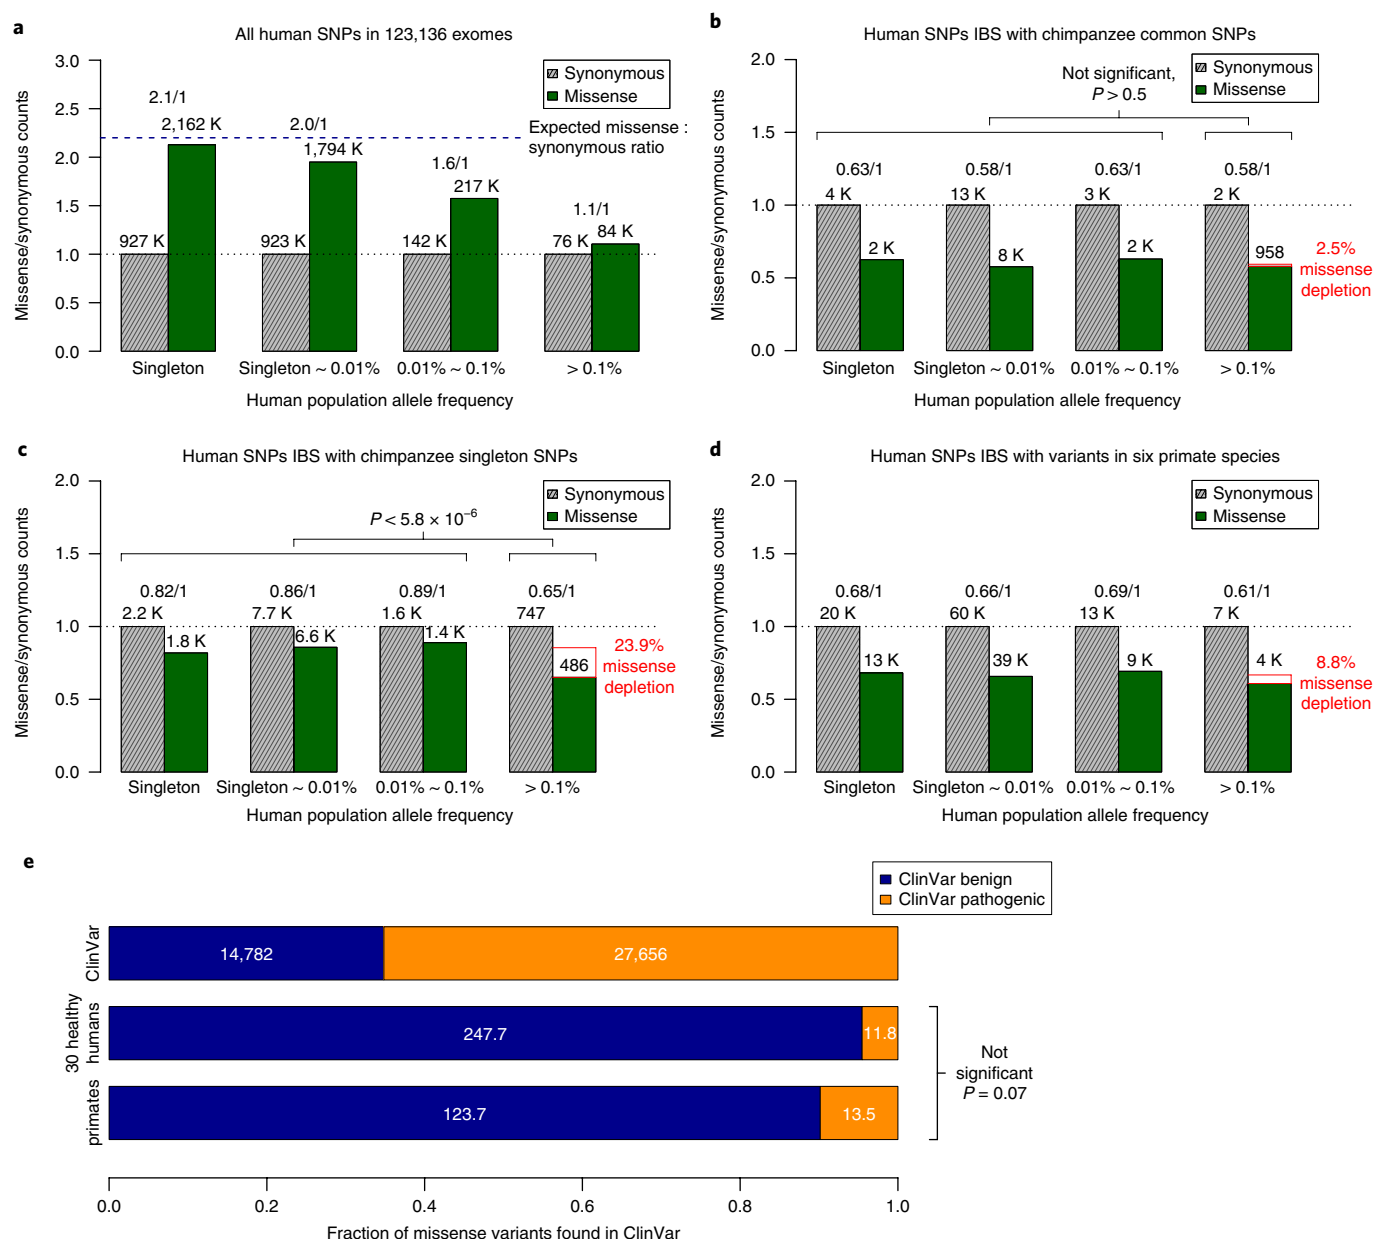 a
All human SNPs in 123,136 exomes
Missense/synonymous counts
3.0
2.5
2.0
1.5
1.0
0.5
0.0
Synonymous
Missense
Expected missense :
synonymous ratio
2.1/1
2,162 K
927 K
2.0/1
1,794 K
923 K
1.6/1
217 K
142 K
1.1/1
84 K
76 K
Singleton
Singleton ~ 0.01%
0.01% ~ 0.1%
> 0.1%
Human population allele frequency
b
Human SNPs IBS with chimpanzee common SNPs
Missense/synonymous counts
2.0
1.5
1.0
0.5
0.0
Synonymous
Missense
Not significant,
P > 0.5
0.63/1
4 K
2 K
0.58/1
13 K
8 K
0.63/1
3 K
2 K
0.58/1
2 K
958
2.5%
missense
depletion
Singleton
Singleton ~ 0.01%
0.01% ~ 0.1%
> 0.1%
Human population allele frequency
c
Human SNPs IBS with chimpanzee singleton SNPs
Missense/synonymous counts
2.0
1.5
1.0
0.5
0.0
Synonymous
Missense
P < 5.8 × 10⁻⁶
0.82/1
2.2 K
1.8 K
0.86/1
7.7 K
6.6 K
0.89/1
1.6 K
1.4 K
0.65/1
747
486
23.9%
missense
depletion
Singleton
Singleton ~ 0.01%
0.01% ~ 0.1%
> 0.1%
Human population allele frequency
d
Human SNPs IBS with variants in six primate species
Missense/synonymous counts
2.0
1.5
1.0
0.5
0.0
Synonymous
Missense
0.68/1
20 K
13 K
0.66/1
60 K
39 K
0.69/1
13 K
9 K
0.61/1
7 K
4 K
8.8%
missense
depletion
Singleton
Singleton ~ 0.01%
0.01% ~ 0.1%
> 0.1%
Human population allele frequency
e
ClinVar benign
ClinVar pathogenic
ClinVar
14,782
27,656
30 healthy
humans
247.7
11.8
primates
123.7
13.5
Not
significant
P = 0.07
0.0
0.2
0.4
0.6
0.8
1.0
Fraction of missense variants found in ClinVar